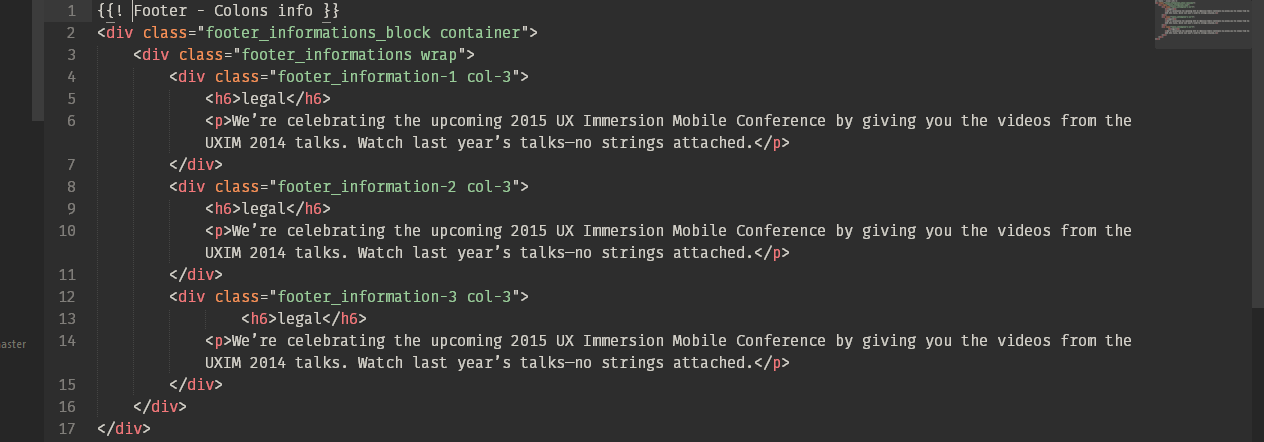 1 {{! Footer - Colons info }}
2 <div class="footer_informations_block container">
3 <div class="footer_informations wrap">
4 <div class="footer_information-1 col-3">
5 <h6>legal</h6>
6 <p>We’re celebrating the upcoming 2015 UX Immersion Mobile Conference by giving you the videos from the
UXIM 2014 talks. Watch last year’s talks—no strings attached.</p>
7 </div>
8 <div class="footer_information-2 col-3">
9 <h6>legal</h6>
10 <p>We’re celebrating the upcoming 2015 UX Immersion Mobile Conference by giving you the videos from the
UXIM 2014 talks. Watch last year’s talks—no strings attached.</p>
11 </div>
12 <div class="footer_information-3 col-3">
13 <h6>legal</h6>
14 <p>We’re celebrating the upcoming 2015 UX Immersion Mobile Conference by giving you the videos from the
aster
UXIM 2014 talks. Watch last year’s talks—no strings attached.</p>
15 </div>
16 </div>
17 </div>